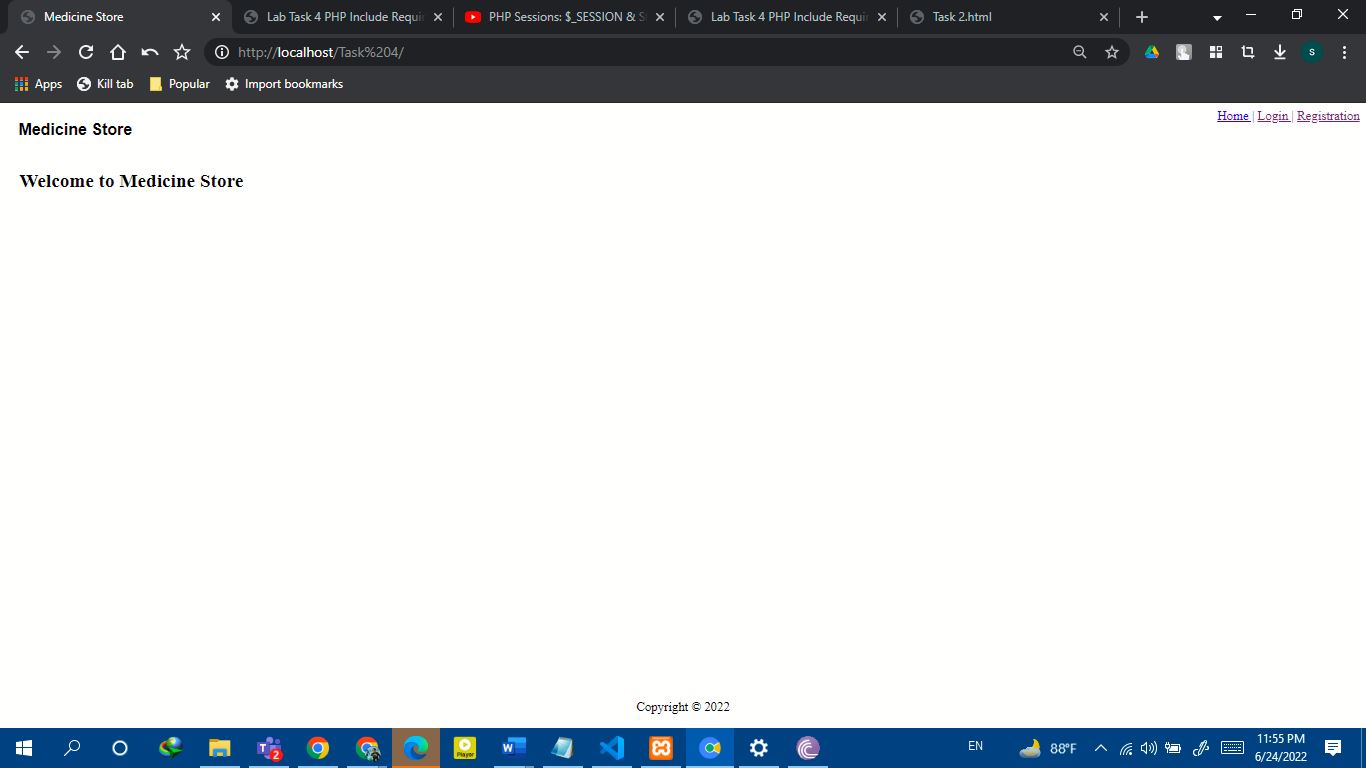 Medicine Store
Lab Task 4 PHP Include Requi
PHP Sessions: $_SESSION & S
Lab Task 4 PHP Include Requi
Task 2.html
http://localhost/Task%204/
s
Apps
Kill tab
Popular
Import bookmarks
Home | Login | Registration
Medicine Store
Welcome to Medicine Store
Copyright © 2022
2
Player
EN
88°F
11:55 PM
6/24/2022